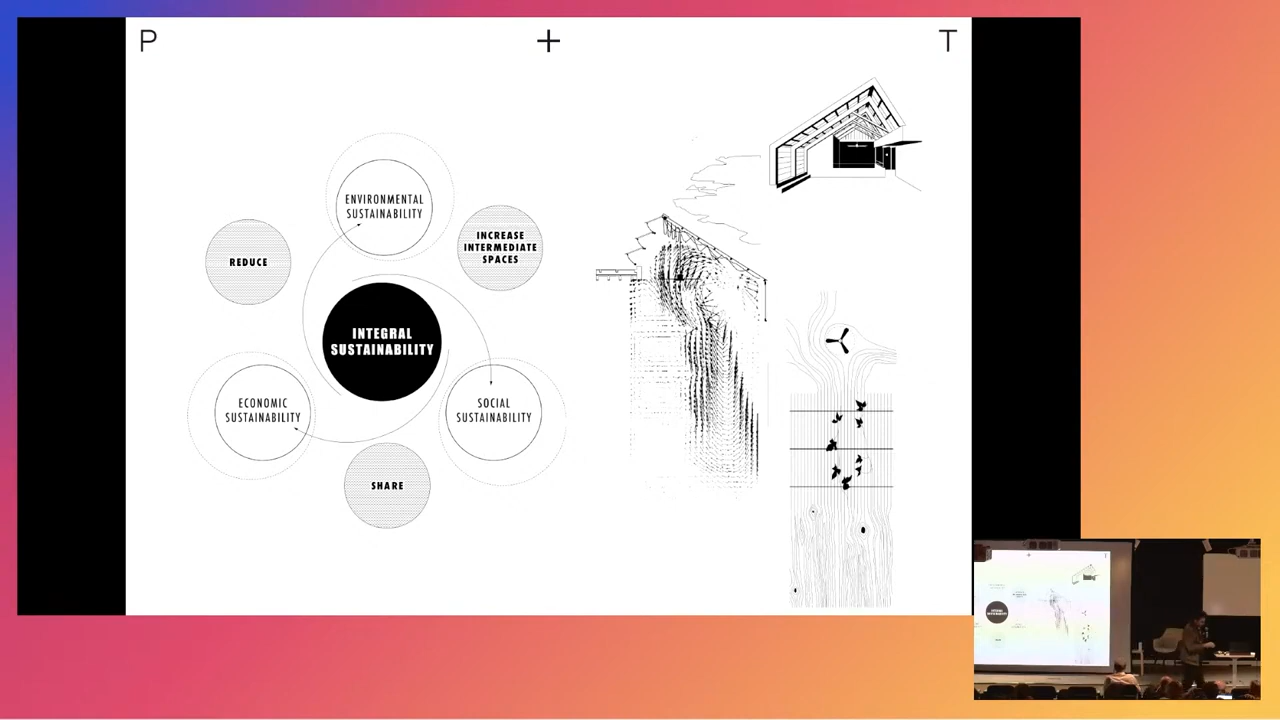 P + T
ENVIRONMENTAL
SUSTAINABILITY
INCREASE
INTERMEDIATE
SPACES
REDUCE
INTEGRAL
SUSTAINABILITY
ECONOMIC
SUSTAINABILITY
SOCIAL
SUSTAINABILITY
SHARE